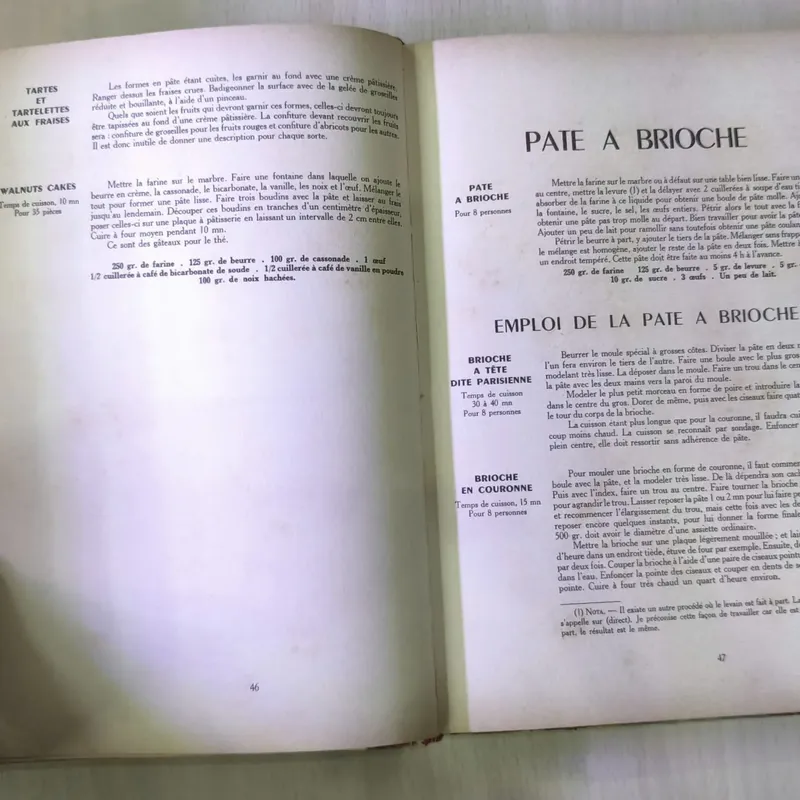 TARTES
ET
TARTELETTES
AUX FRAISES
Les formes en pâte étant cuites, les garnir au fond avec une crème pâtissière.
Ranger dessus les fraises crues. Badigeonner la surface avec de la gelée de groseilles
réduite et bouillante, à l'aide d'un pinceau.
Quels que soient les fruits qui devront garnir ces formes, celles-ci devront toujours
être tapissées au fond d'une crème pâtissière. La confiture devant recouvrir les fruits
sera : confiture de groseilles pour les fruits rouges et confiture d'abricots pour les autres.
Il est donc inutile de donner une description pour chaque sorte.
WALNUTS CAKES
Temps de cuisson, 10 mn
Pour 35 pièces
Mettre la farine sur le marbre. Faire une fontaine dans laquelle on ajoute le
beurre en crème, la cassonade, le bicarbonate, la vanille, les noix et l'œuf. Mélanger le
tout pour former une pâte lisse. Faire trois boudins avec la pâte et laisser au frais
jusqu'au lendemain. Découper ces boudins en tranches d'un centimètre d'épaisseur,
poser celles-ci sur une plaque à pâtisserie en laissant un intervalle de 2 cm entre elles.
Cuire à four moyen pendant 10 mn.
Ce sont des gâteaux pour le thé.
250 gr. de farine . 125 gr. de beurre . 100 gr. de cassonade . 1 œuf
1/2 cuillerée à café de bicarbonate de soude . 1/2 cuillerée à café de vanille en poudre
100 gr. de noix hachées.
46
PATE A BRIOCHE
PATE
A BRIOCHE
Pour 8 personnes
Mettre la farine sur le marbre ou à défaut sur une table bien lisse. Faire un
au centre, mettre la levure (1) et la délayer avec 2 cuillerées à soupe d'eau
absorber de la farine à ce liquide pour obtenir une boule de pâte molle. Ajouter
la fontaine, le sucre, le sel, les œufs entiers. Pétrir alors le tout avec
obtenir une pâte pas trop molle au départ. Bien travailler pour avoir la pâte
Ajouter un peu de lait pour ramollir sans toutefois obtenir une pâte coulan
Pétrir le beurre à part, y ajouter le tiers de la pâte. Mélanger sans frapp
le mélange est homogène, ajouter le reste de la pâte en deux fois. Mettre
un endroit tempéré. Cette pâte doit être faite au moins 4 h à l'avance.
250 gr. de farine 125 gr. de beurre . 5 gr. de levure . 5 gr.
10 gr. de sucre . 3 œufs . Un peu de lait.
EMPLOI DE LA PATE A BRIOCHE
BRIOCHE
A TÊTE
DITE PARISIENNE
Temps de cuisson
30 à 40 mn
Pour 8 personnes
Beurrer le moule spécial à grosses côtes. Diviser la pâte en deux
l'un fera environ le tiers de l'autre. Faire une boule avec le plus gros
modelant très lisse. La déposer dans le moule. Faire un trou dans le cen
la pâte avec les deux mains vers la paroi du moule.
Modeler le plus petit morceau en forme de poire et introduire la
dans le centre du gros. Dorer de même, puis avec les ciseaux faire quat
le tour du corps de la brioche.
La cuisson étant plus longue que pour la couronne, il faudra cui
coup moins chaud. La cuisson se reconnaît par sondage. Enfoncer
plein centre, elle doit ressortir sans adhérence de pâte.
BRIOCHE
EN COURONNE
Temps de cuisson, 15 mn
Pour 8 personnes
Pour mouler une brioche en forme de couronne, il faut commen
boule avec la pâte, et la modeler très lisse. De là dépendra son cach
Puis avec l'index, faire un trou au centre. Faire tourner la brioche
pour agrandir le trou. Laisser reposer la pâte 1 ou 2 mn pour lui faire p
et recommencer l'élargissement du trou, mais cette fois avec les d
reposer encore quelques instants, pour lui donner la forme finale
500 gr. doit avoir le diamètre d'une assiette ordinaire.
Mettre la brioche sur une plaque légèrement mouillée ; et lais
d'heure dans un endroit tiède, étuve de four par exemple. Ensuite, d
par deux fois. Couper la brioche à l'aide d'une paire de ciseaux point
dans l'eau. Enfoncer la pointe des ciseaux et couper en dents de s
pointe. Cuire à four très chaud un quart d'heure environ.
(1) NOTA. — Il existe un autre procédé où le levain est fait à part. La
s'appelle sur (direct). Je préconise cette façon de travailler car elle est
part, le résultat est le même.
47